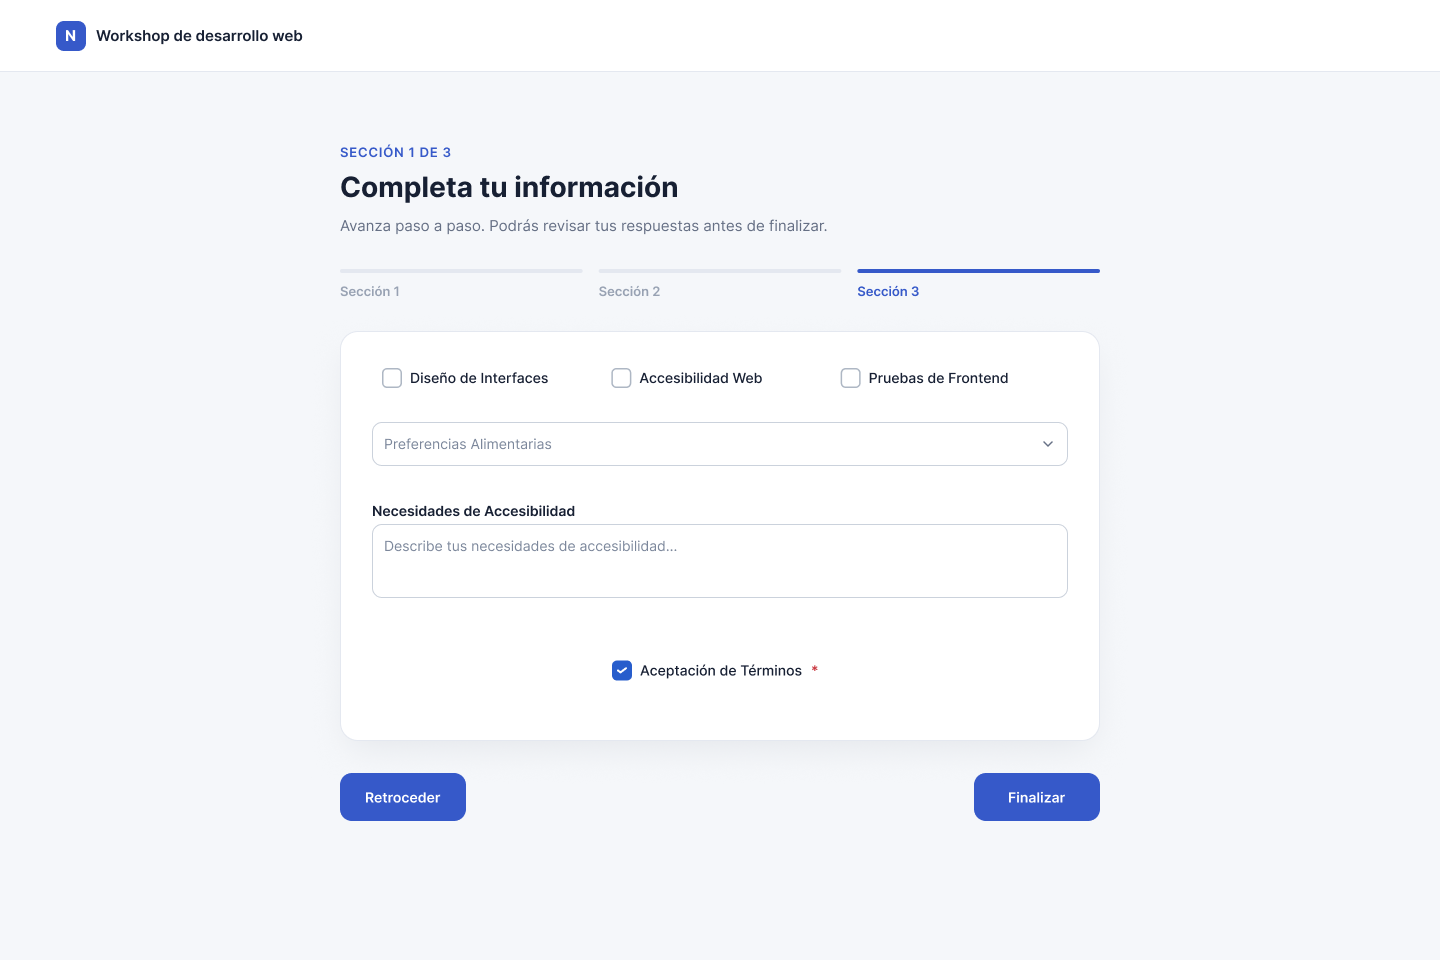 N Workshop de desarrollo web
SECCIÓN 1 DE 3
Completa tu información
Avanza paso a paso. Podrás revisar tus respuestas antes de finalizar.
Sección 1 Sección 2 Sección 3
Diseño de Interfaces Accesibilidad Web Pruebas de Frontend
Preferencias Alimentarias
Necesidades de Accesibilidad
Describe tus necesidades de accesibilidad...
Aceptación de Términos *
Retroceder Finalizar